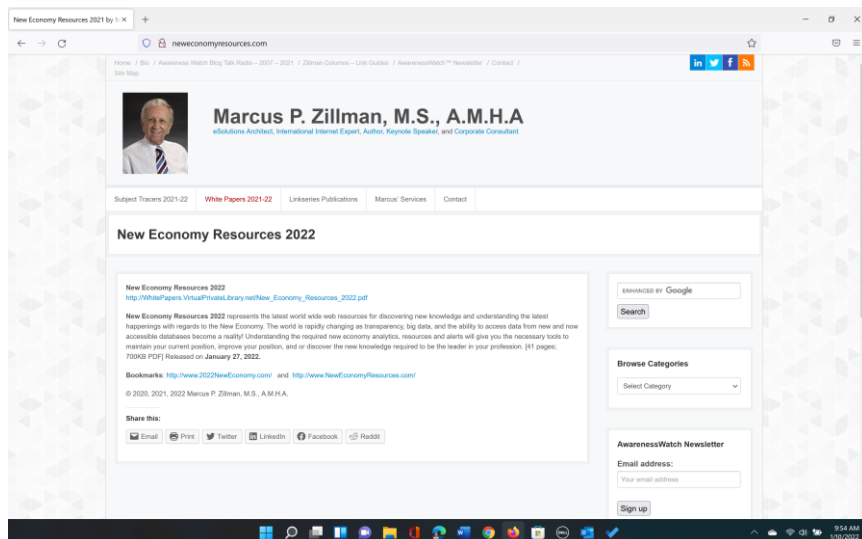 New Economy Resources 2021 by M
neweconomyresources.com
Home / Bio / Awareness Watch Blog Talk Radio – 2007 – 2021 / Zillman Columns – Link Guides / AwarenessWatch™ Newsletter / Contact /
Site Map
Marcus P. Zillman, M.S., A.M.H.A
eSolutions Architect, International Internet Expert, Author, Keynote Speaker, and Corporate Consultant
Subject Tracers 2021-22 White Papers 2021-22 Linkseries Publications Marcus' Services Contact
New Economy Resources 2022
New Economy Resources 2022
http://WhitePapers.VirtualPrivateLibrary.net/New_Economy_Resources_2022.pdf
New Economy Resources 2022 represents the latest world wide web resources for discovering new knowledge and understanding the latest
happenings with regards to the New Economy. The world is rapidly changing as transparency, big data, and the ability to access data from new and now
accessible databases become a reality! Understanding the required new economy analytics, resources and alerts will give you the necessary tools to
maintain your current position, improve your position, and or discover the new knowledge required to be the leader in your profession. [41 pages;
700KB PDF] Released on January 27, 2022.
Bookmarks: http://www.2022NewEconomy.com/ and http://www.NewEconomyResources.com/
© 2020, 2021, 2022 Marcus P. Zillman, M.S., A.M.H.A.
Share this:
Email Print Twitter LinkedIn Facebook Reddit
ENHANCED BY Google
Search
Browse Categories
Select Category
AwarenessWatch Newsletter
Email address:
Your email address
Sign up
9:54 AM
1/10/2022